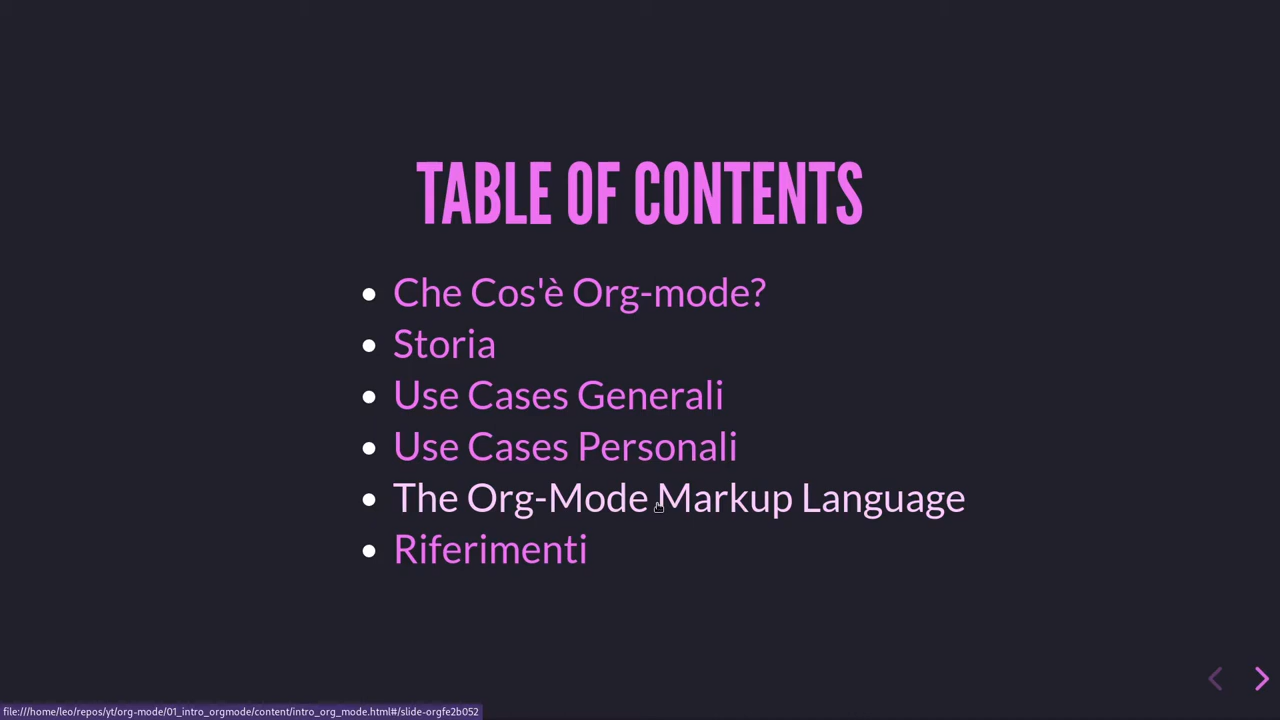 TABLE OF CONTENTS
Che Cos'è Org-mode?
Storia
Use Cases Generali
Use Cases Personali
The Org-Mode Markup Language
Riferimenti
file:///home/leo/repos/yt/org-mode/01_intro_orgmode/content/intro_org_mode.html#/slide-orgfe2b052